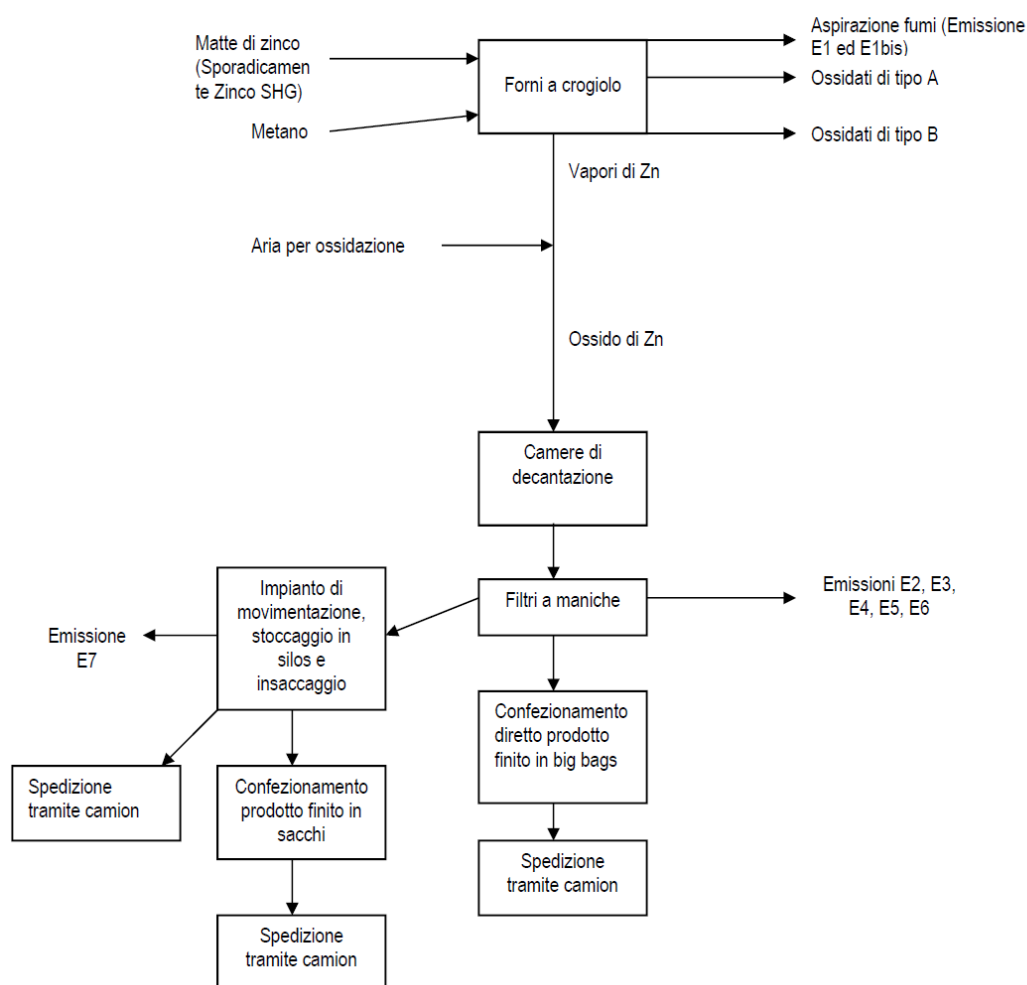 Aspirazione fumi (Emissione
E1 ed E1bis)
Matte di zinco
(Sporadicamen
te Zinco SHG)
Forni a crogiolo
Ossidati di tipo A
Metano
Ossidati di tipo B
Vapori di Zn
Aria per ossidazione
Ossido di Zn
Camere di
decantazione
Impianto di
movimentazione,
stoccaggio in
silos e
insaccaggio
Filtri a maniche
Emissioni E2, E3,
E4, E5, E6
Emissione
E7
Confezionamento
diretto prodotto
finito in big bags
Spedizione
tramite camion
Confezionamento
prodotto finito in
sacchi
Spedizione
tramite camion
Spedizione
tramite camion